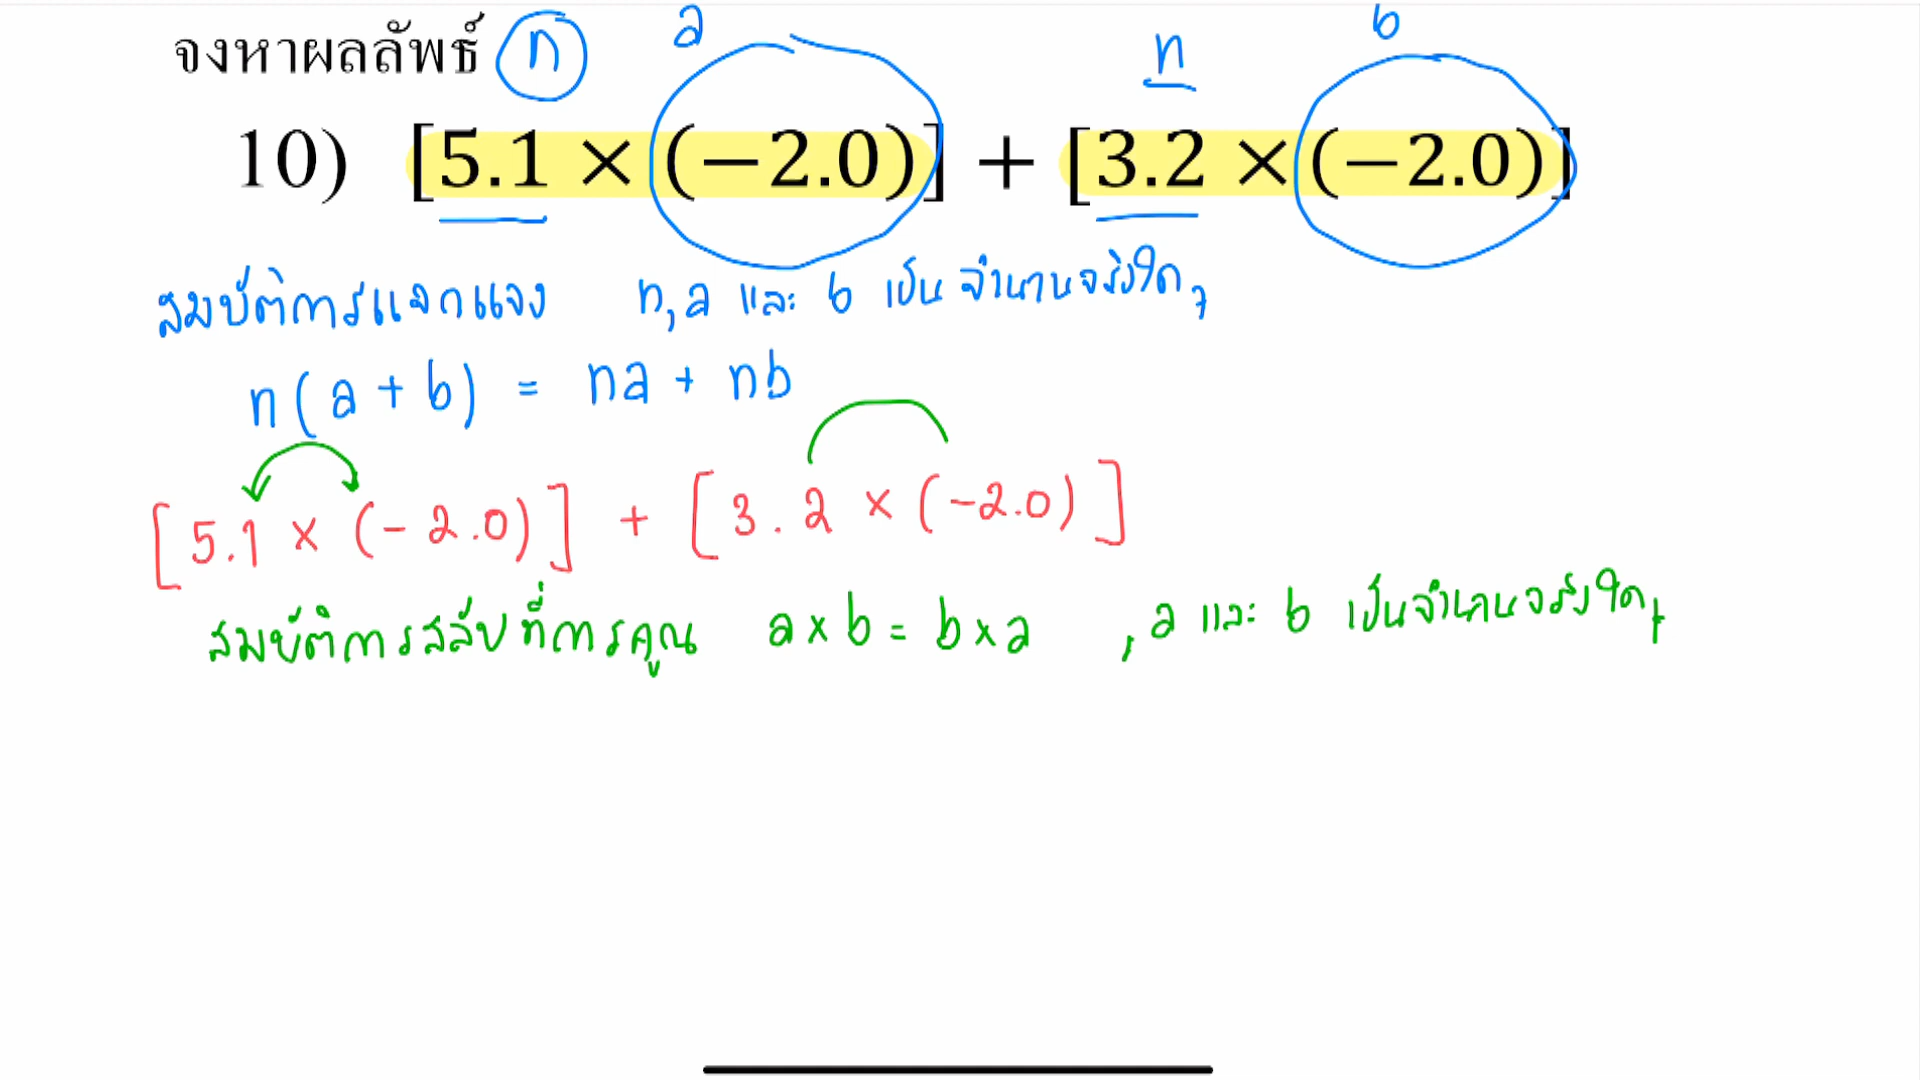 จงหาผลลัพธ์ n a n b
10) [5.1 × (−2.0)] + [3.2 × (−2.0)]
สมบัติการแจกแจง n, a และ b เป็นจำนวนจริงใดๆ
n(a + b) = na + nb
[5.1 × (-2.0)] + [3.2 × (-2.0)]
สมบัติการสลับที่การคูณ a×b = b×a , a และ b เป็นจำนวนจริงใดๆ